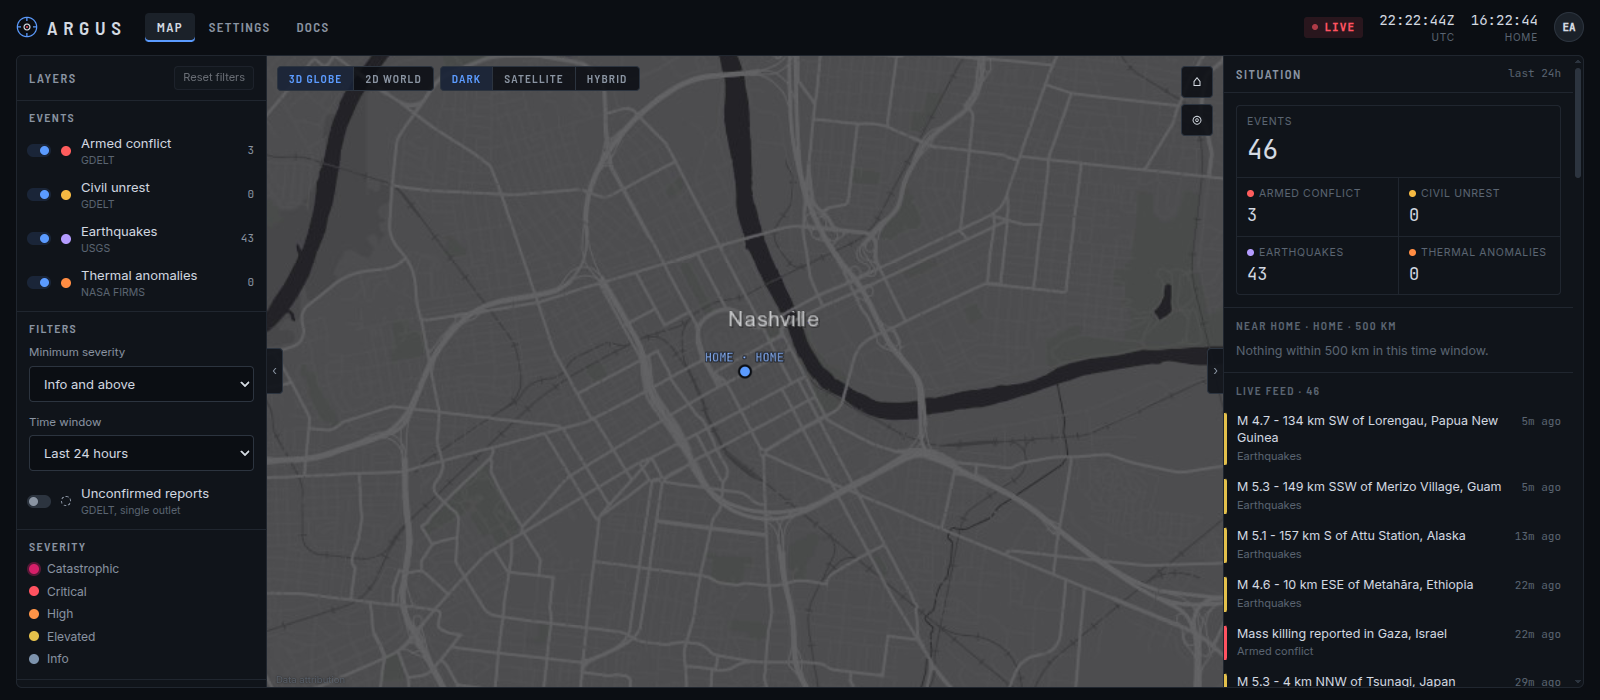 ARGUS
MAP
SETTINGS
DOCS
LIVE
22:22:44Z
UTC
16:22:44
HOME
EA
LAYERS
Reset filters
EVENTS
Armed conflict
GDELT
3
Civil unrest
GDELT
0
Earthquakes
USGS
43
Thermal anomalies
NASA FIRMS
0
FILTERS
Minimum severity
Info and above
Time window
Last 24 hours
Unconfirmed reports
GDELT, single outlet
SEVERITY
Catastrophic
Critical
High
Elevated
Info
3D GLOBE
2D WORLD
DARK
SATELLITE
HYBRID
Nashville
HOME · HOME
SITUATION
last 24h
EVENTS
46
ARMED CONFLICT
3
CIVIL UNREST
0
EARTHQUAKES
43
THERMAL ANOMALIES
0
NEAR HOME · HOME · 500 KM
Nothing within 500 km in this time window.
LIVE FEED · 46
M 4.7 - 134 km SW of Lorengau, Papua New
Guinea
5m ago
Earthquakes
M 5.3 - 149 km SSW of Merizo Village, Guam
5m ago
Earthquakes
M 5.1 - 157 km S of Attu Station, Alaska
13m ago
Earthquakes
M 4.6 - 10 km ESE of Metahāra, Ethiopia
22m ago
Earthquakes
Mass killing reported in Gaza, Israel
22m ago
Armed conflict
M 5.3 - 4 km NNW of Tsunagi, Japan
29m ago